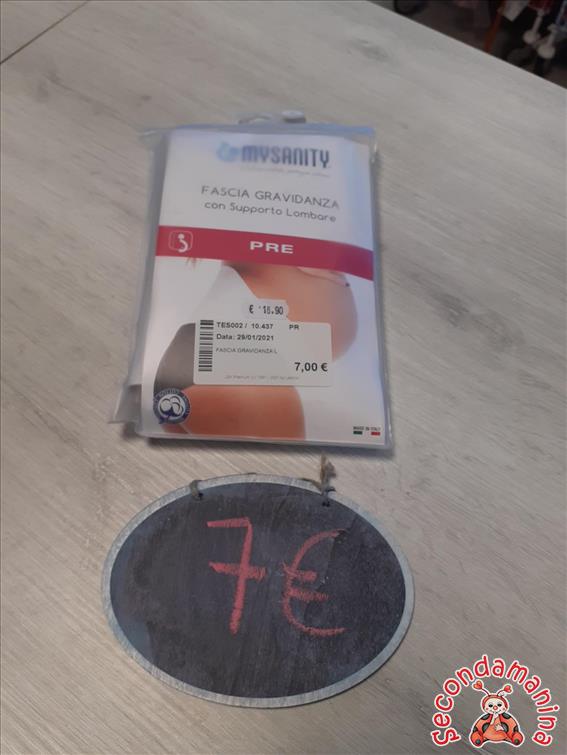 MYSANITY
FASCIA GRAVIDANZA
con Supporto Lombare
PRE
€ 18.90
TES002 / 10.437 PR
Data: 29/01/2021
FASCIA GRAVIDANZA L
7,00 €
MADE IN ITALY
7€
secondamanina